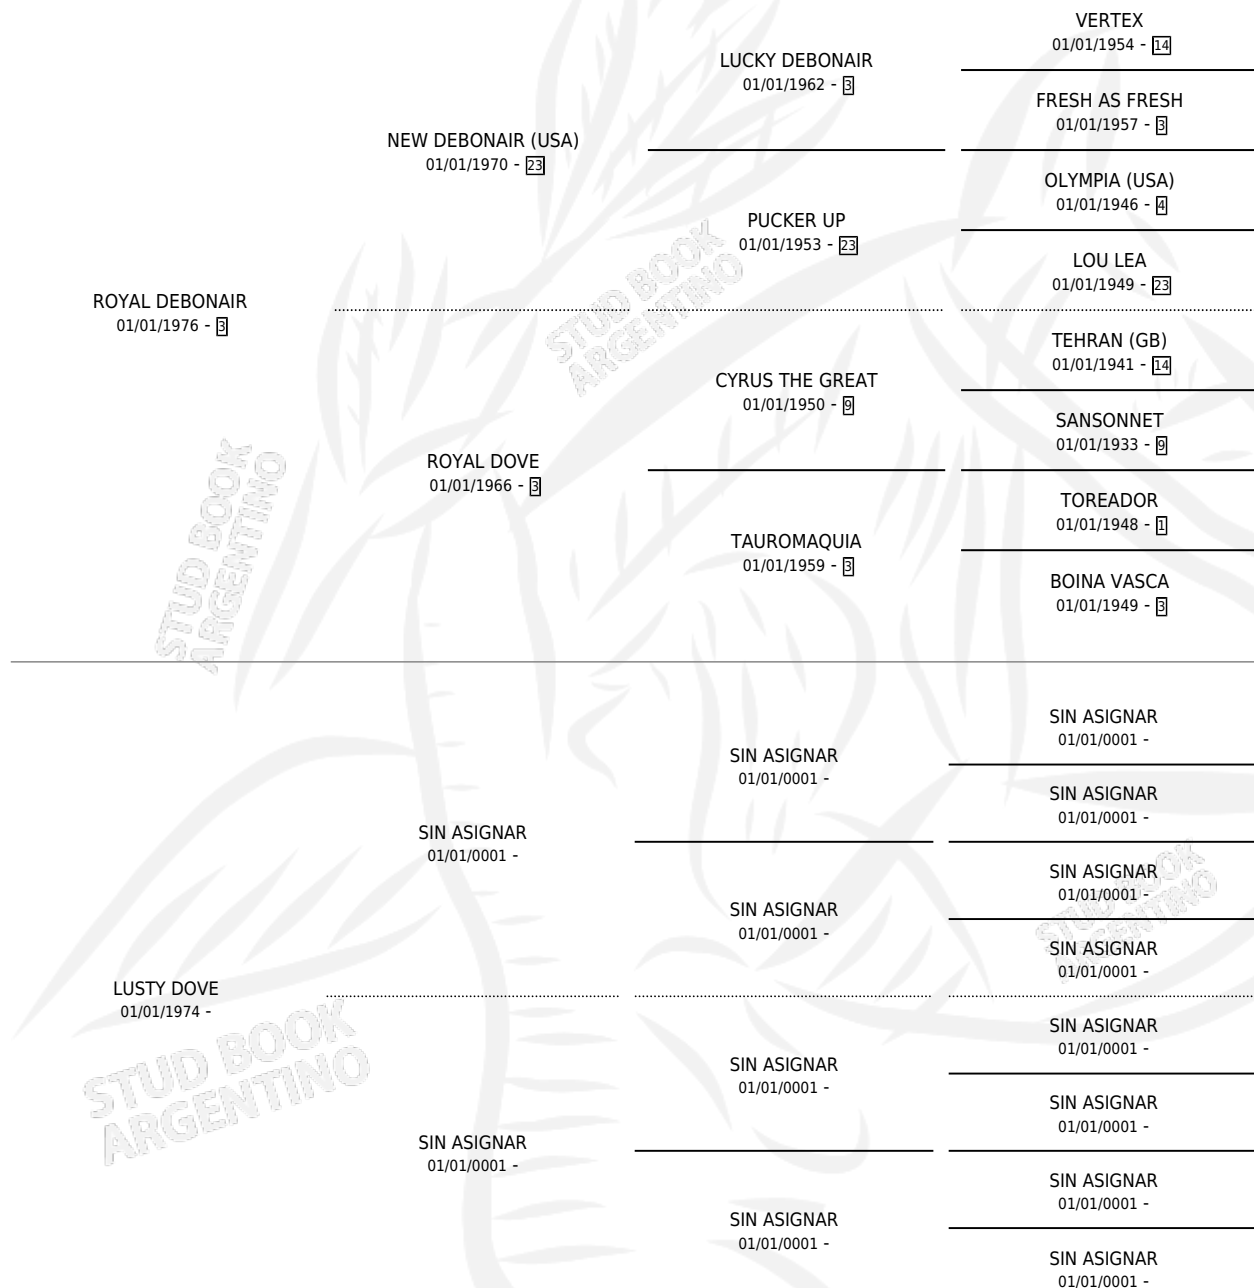 VERTEX
01/01/1954 - 14
LUCKY DEBONAIR
01/01/1962 - 3
FRESH AS FRESH
01/01/1957 - 3
NEW DEBONAIR (USA)
01/01/1970 - 23
OLYMPIA (USA)
01/01/1946 - 4
PUCKER UP
01/01/1953 - 23
LOU LEA
01/01/1949 - 23
ROYAL DEBONAIR
01/01/1976 - 3
TEHRAN (GB)
01/01/1941 - 14
CYRUS THE GREAT
01/01/1950 - 9
SANSONNET
01/01/1933 - 9
ROYAL DOVE
01/01/1966 - 3
TOREADOR
01/01/1948 - 1
TAUROMAQUIA
01/01/1959 - 3
BOINA VASCA
01/01/1949 - 3
SIN ASIGNAR
01/01/0001 -
SIN ASIGNAR
01/01/0001 -
SIN ASIGNAR
01/01/0001 -
SIN ASIGNAR
01/01/0001 -
SIN ASIGNAR
01/01/0001 -
SIN ASIGNAR
01/01/0001 -
SIN ASIGNAR
01/01/0001 -
LUSTY DOVE
01/01/1974 -
SIN ASIGNAR
01/01/0001 -
SIN ASIGNAR
01/01/0001 -
SIN ASIGNAR
01/01/0001 -
SIN ASIGNAR
01/01/0001 -
SIN ASIGNAR
01/01/0001 -
SIN ASIGNAR
01/01/0001 -
SIN ASIGNAR
01/01/0001 -
STUD BOOK
ARGENTINO
STUD BOOK
ARGENTINO
STUD BOOK
ARGENTINO
STUD BOOK
ARGENTINO